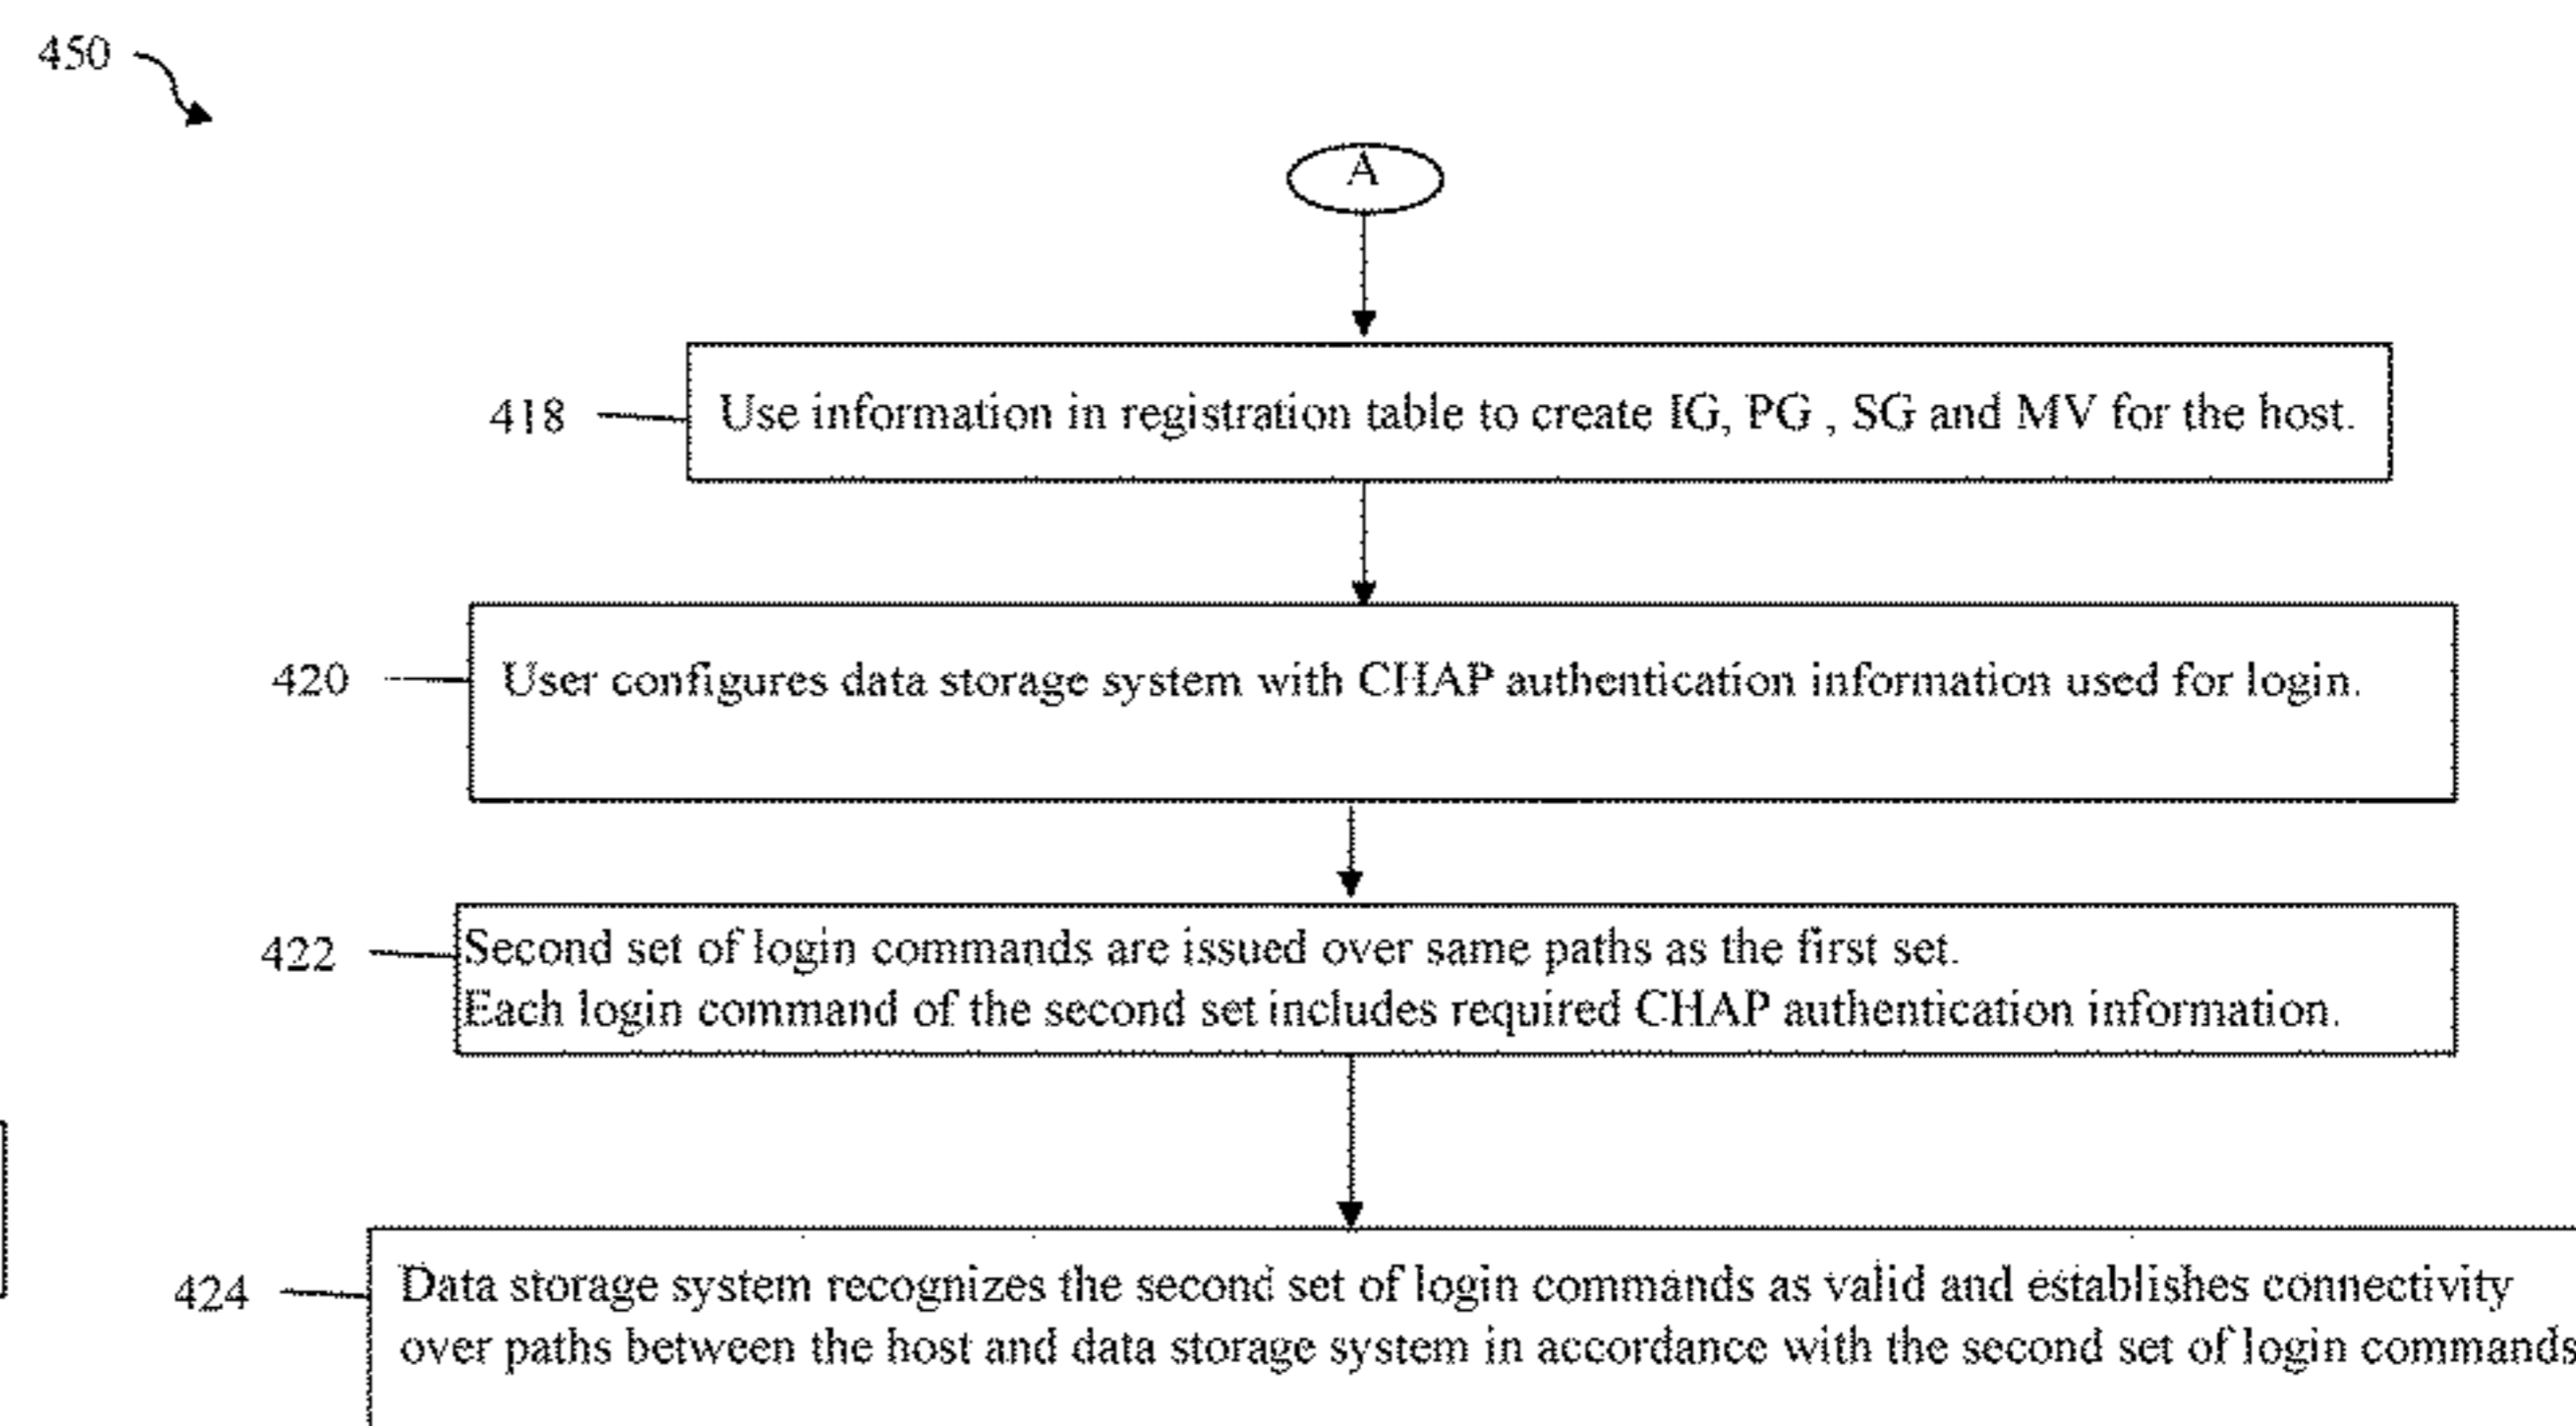 450
A
418 Use information in registration table to create IG, PG , SG and MV for the host.
420 User configures data storage system with CHAP authentication information used for login.
422 Second set of login commands are issued over same paths as the first set.
Each login command of the second set includes required CHAP authentication information.
424 Data storage system recognizes the second set of login commands as valid and establishes connectivity
over paths between the host and data storage system in accordance with the second set of login commands